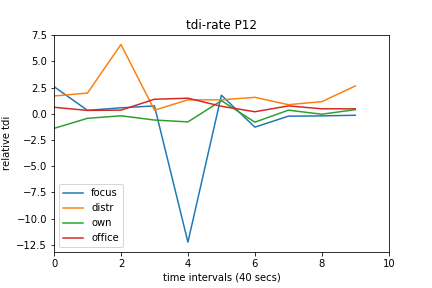 tdi-rate P12
relative tdi
7.5
5.0
2.5
0.0
−2.5
−5.0
−7.5
−10.0
−12.5
focus
distr
own
office
0 2 4 6 8 10
time intervals (40 secs)